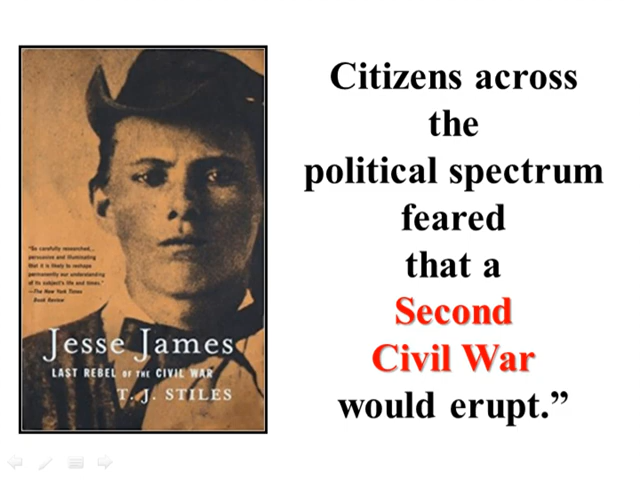 "So carefully researched...
persuasive and illuminating
that it is likely to reshape
permanently our understanding
of its subject's life and times."
—The New York Times
Book Review
Jesse James
LAST REBEL OF THE CIVIL WAR
T. J. STILES
Citizens across
the
political spectrum
feared
that a
Second
Civil War
would erupt.”